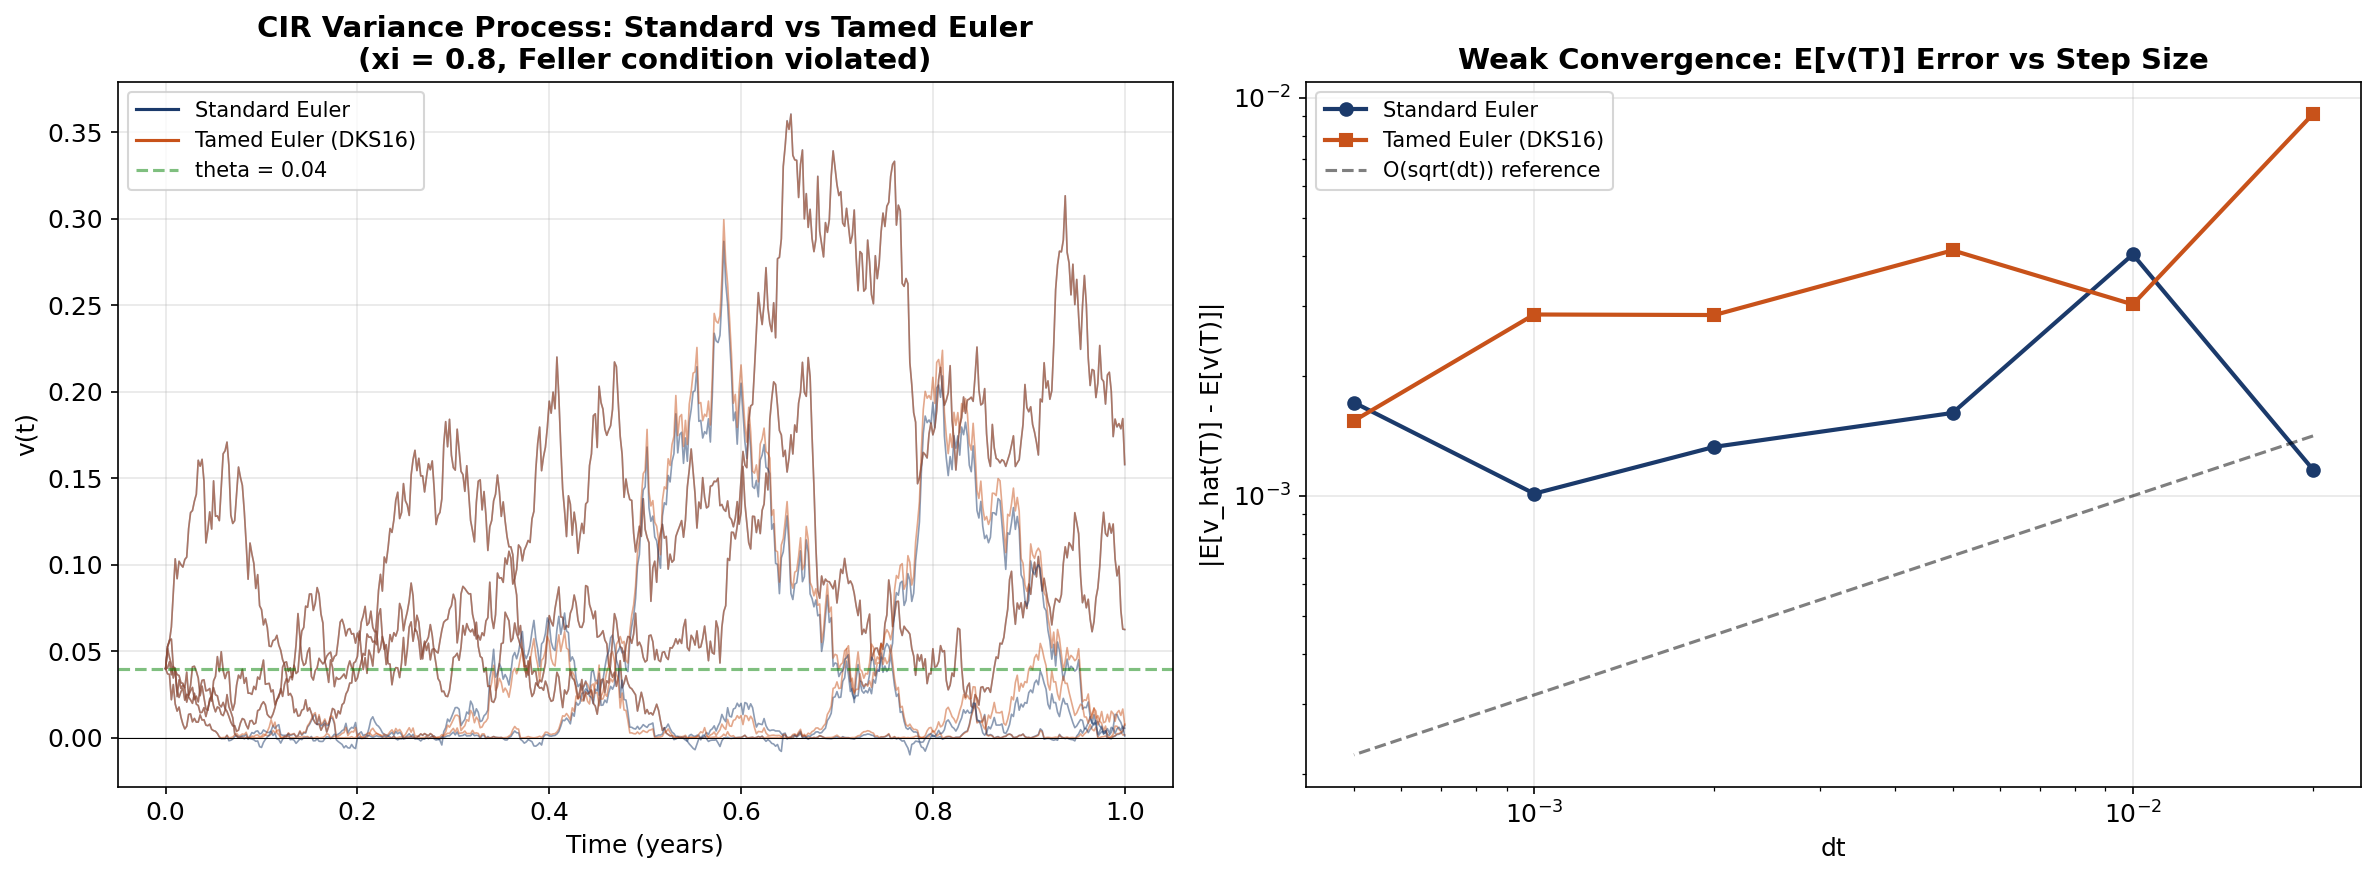 CIR Variance Process: Standard vs Tamed Euler
(xi = 0.8, Feller condition violated)
Standard Euler
Tamed Euler (DKS16)
theta = 0.04
v(t)
0.35
0.30
0.25
0.20
0.15
0.10
0.05
0.00
0.0 0.2 0.4 0.6 0.8 1.0
Time (years)
Weak Convergence: E[v(T)] Error vs Step Size
Standard Euler
Tamed Euler (DKS16)
O(sqrt(dt)) reference
|E[v_hat(T)] - E[v(T)]|
10⁻²
10⁻³
10⁻³ 10⁻²
dt